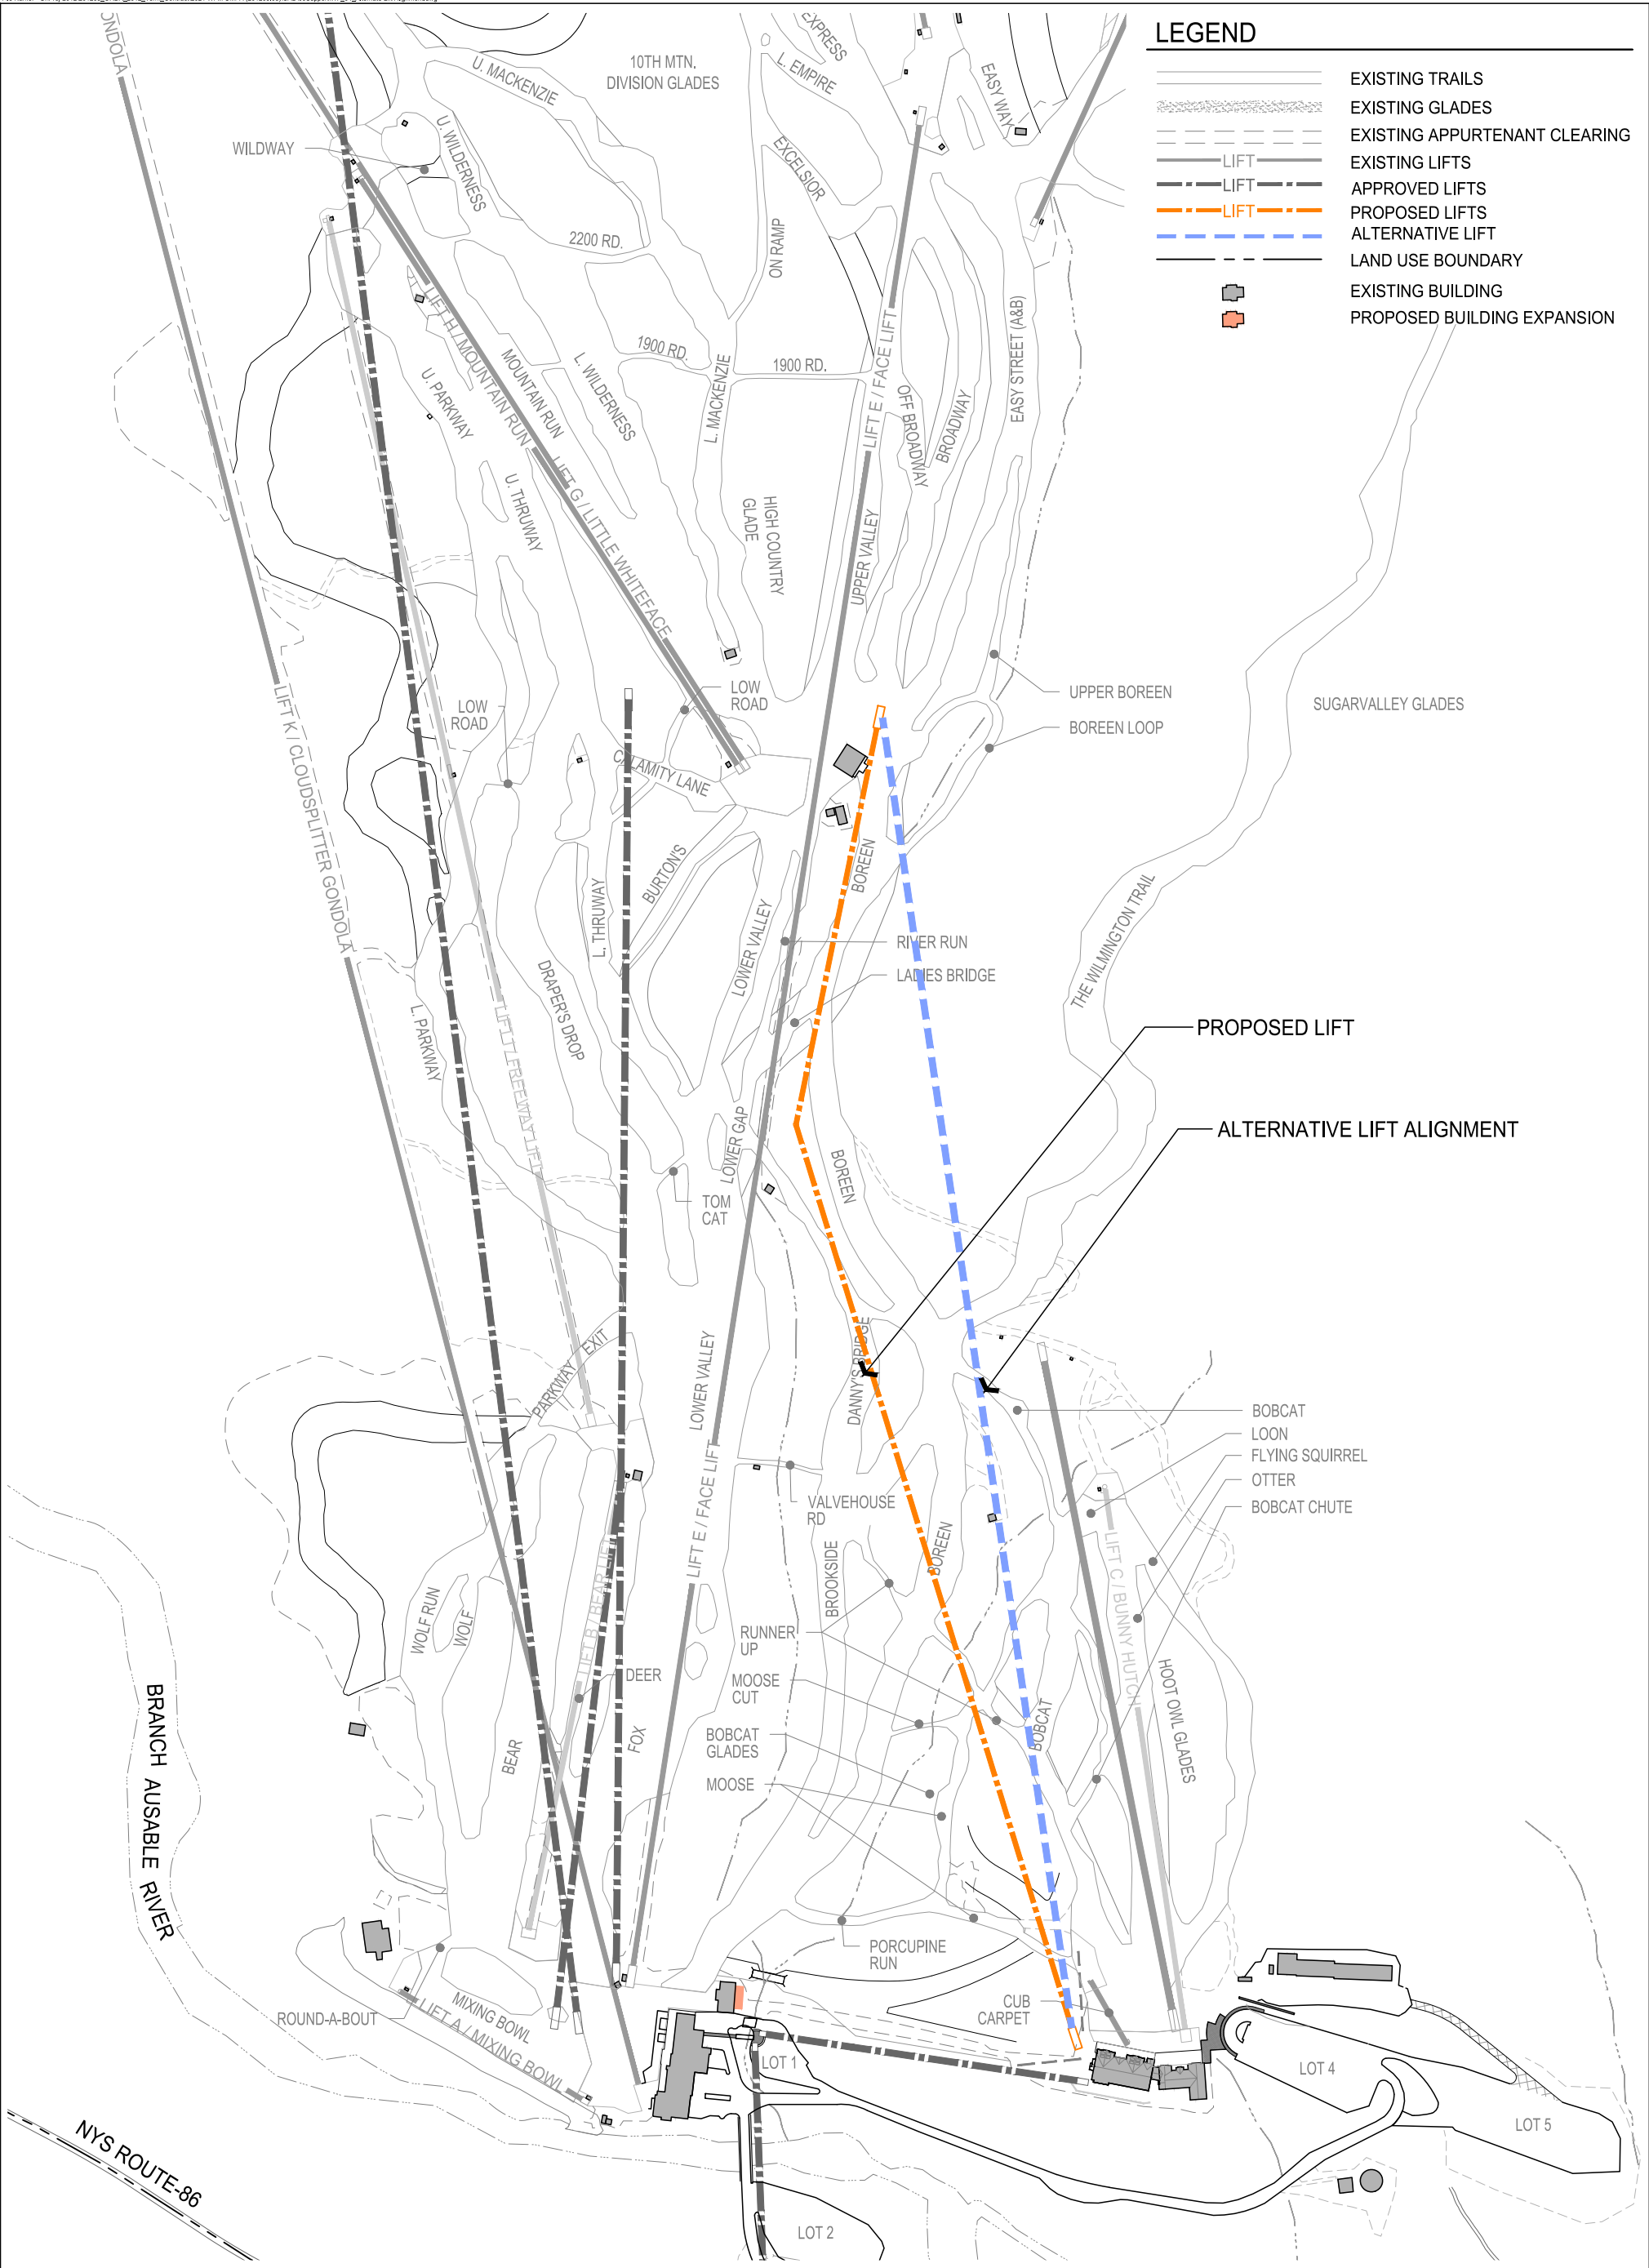 LEGEND
EXISTING TRAILS
EXISTING GLADES
EXISTING APPURTENANT CLEARING
LIFT
EXISTING LIFTS
LIFT
APPROVED LIFTS
LIFT
PROPOSED LIFTS
ALTERNATIVE LIFT
LAND USE BOUNDARY
EXISTING BUILDING
PROPOSED BUILDING EXPANSION
U. MACKENZIE
10TH MTN.
DIVISION GLADES
EXPRESS
L. EMPIRE
EASY WAY
WILDWAY
U. WILDERNESS
EXCELSIOR
2200 RD.
ON RAMP
LIFT H / MOUNTAIN RUN
MOUNTAIN RUN
L. WILDERNESS
1900 RD.
L. MACKENZIE
1900 RD.
LIFT E / FACE LIFT
OFF BROADWAY
BROADWAY
EASY STREET (A&B)
U. PARKWAY
U. THRUWAY
LIFT G / LITTLE WHITEFACE
HIGH COUNTRY
GLADE
UPPER VALLEY
LIFT K / CLOUDSPLITTER GONDOLA
LOW
ROAD
LOW
ROAD
CALAMITY LANE
UPPER BOREEN
BOREEN LOOP
SUGARVALLEY GLADES
BURTON'S
L. THRUWAY
LOWER VALLEY
BOREEN
RIVER RUN
LADIES BRIDGE
THE WILMINGTON TRAIL
DRAPER'S DROP
L. PARKWAY
LIFT L / FREEWAY LIFT
PROPOSED LIFT
ALTERNATIVE LIFT ALIGNMENT
LOWER GAP
BOREEN
TOM
CAT
PARKWAY EXIT
LOWER VALLEY
DANNY'S BRIDGE
BOBCAT
LOON
FLYING SQUIRREL
OTTER
BOBCAT CHUTE
LIFT E / FACE LIFT
VALVEHOUSE
RD
BROOKSIDE
BOREEN
LIFT C / BUNNY HUTCH
WOLF RUN
WOLF
LIFT B / BEAR LIFT
RUNNER
UP
DEER
MOOSE
CUT
HOOT OWL GLADES
BOBCAT
BEAR
FOX
BOBCAT
GLADES
MOOSE
BRANCH AUSABLE RIVER
PORCUPINE
RUN
ROUND-A-BOUT
MIXING BOWL
LIFT A / MIXING BOWL
CUB
CARPET
LOT 1
LOT 4
LOT 5
LOT 2
NYS ROUTE-86